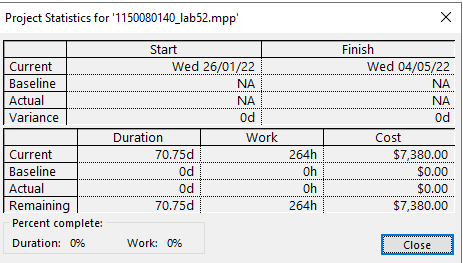 Project Statistics for '1150080140_lab52.mpp'
Start Finish
Current Wed 26/01/22 Wed 04/05/22
Baseline NA NA
Actual NA NA
Variance 0d 0d
Duration Work Cost
Current 70.75d 264h $7,380.00
Baseline 0d 0h $0.00
Actual 0d 0h $0.00
Remaining 70.75d 264h $7,380.00
Percent complete:
Duration: 0% Work: 0% Close